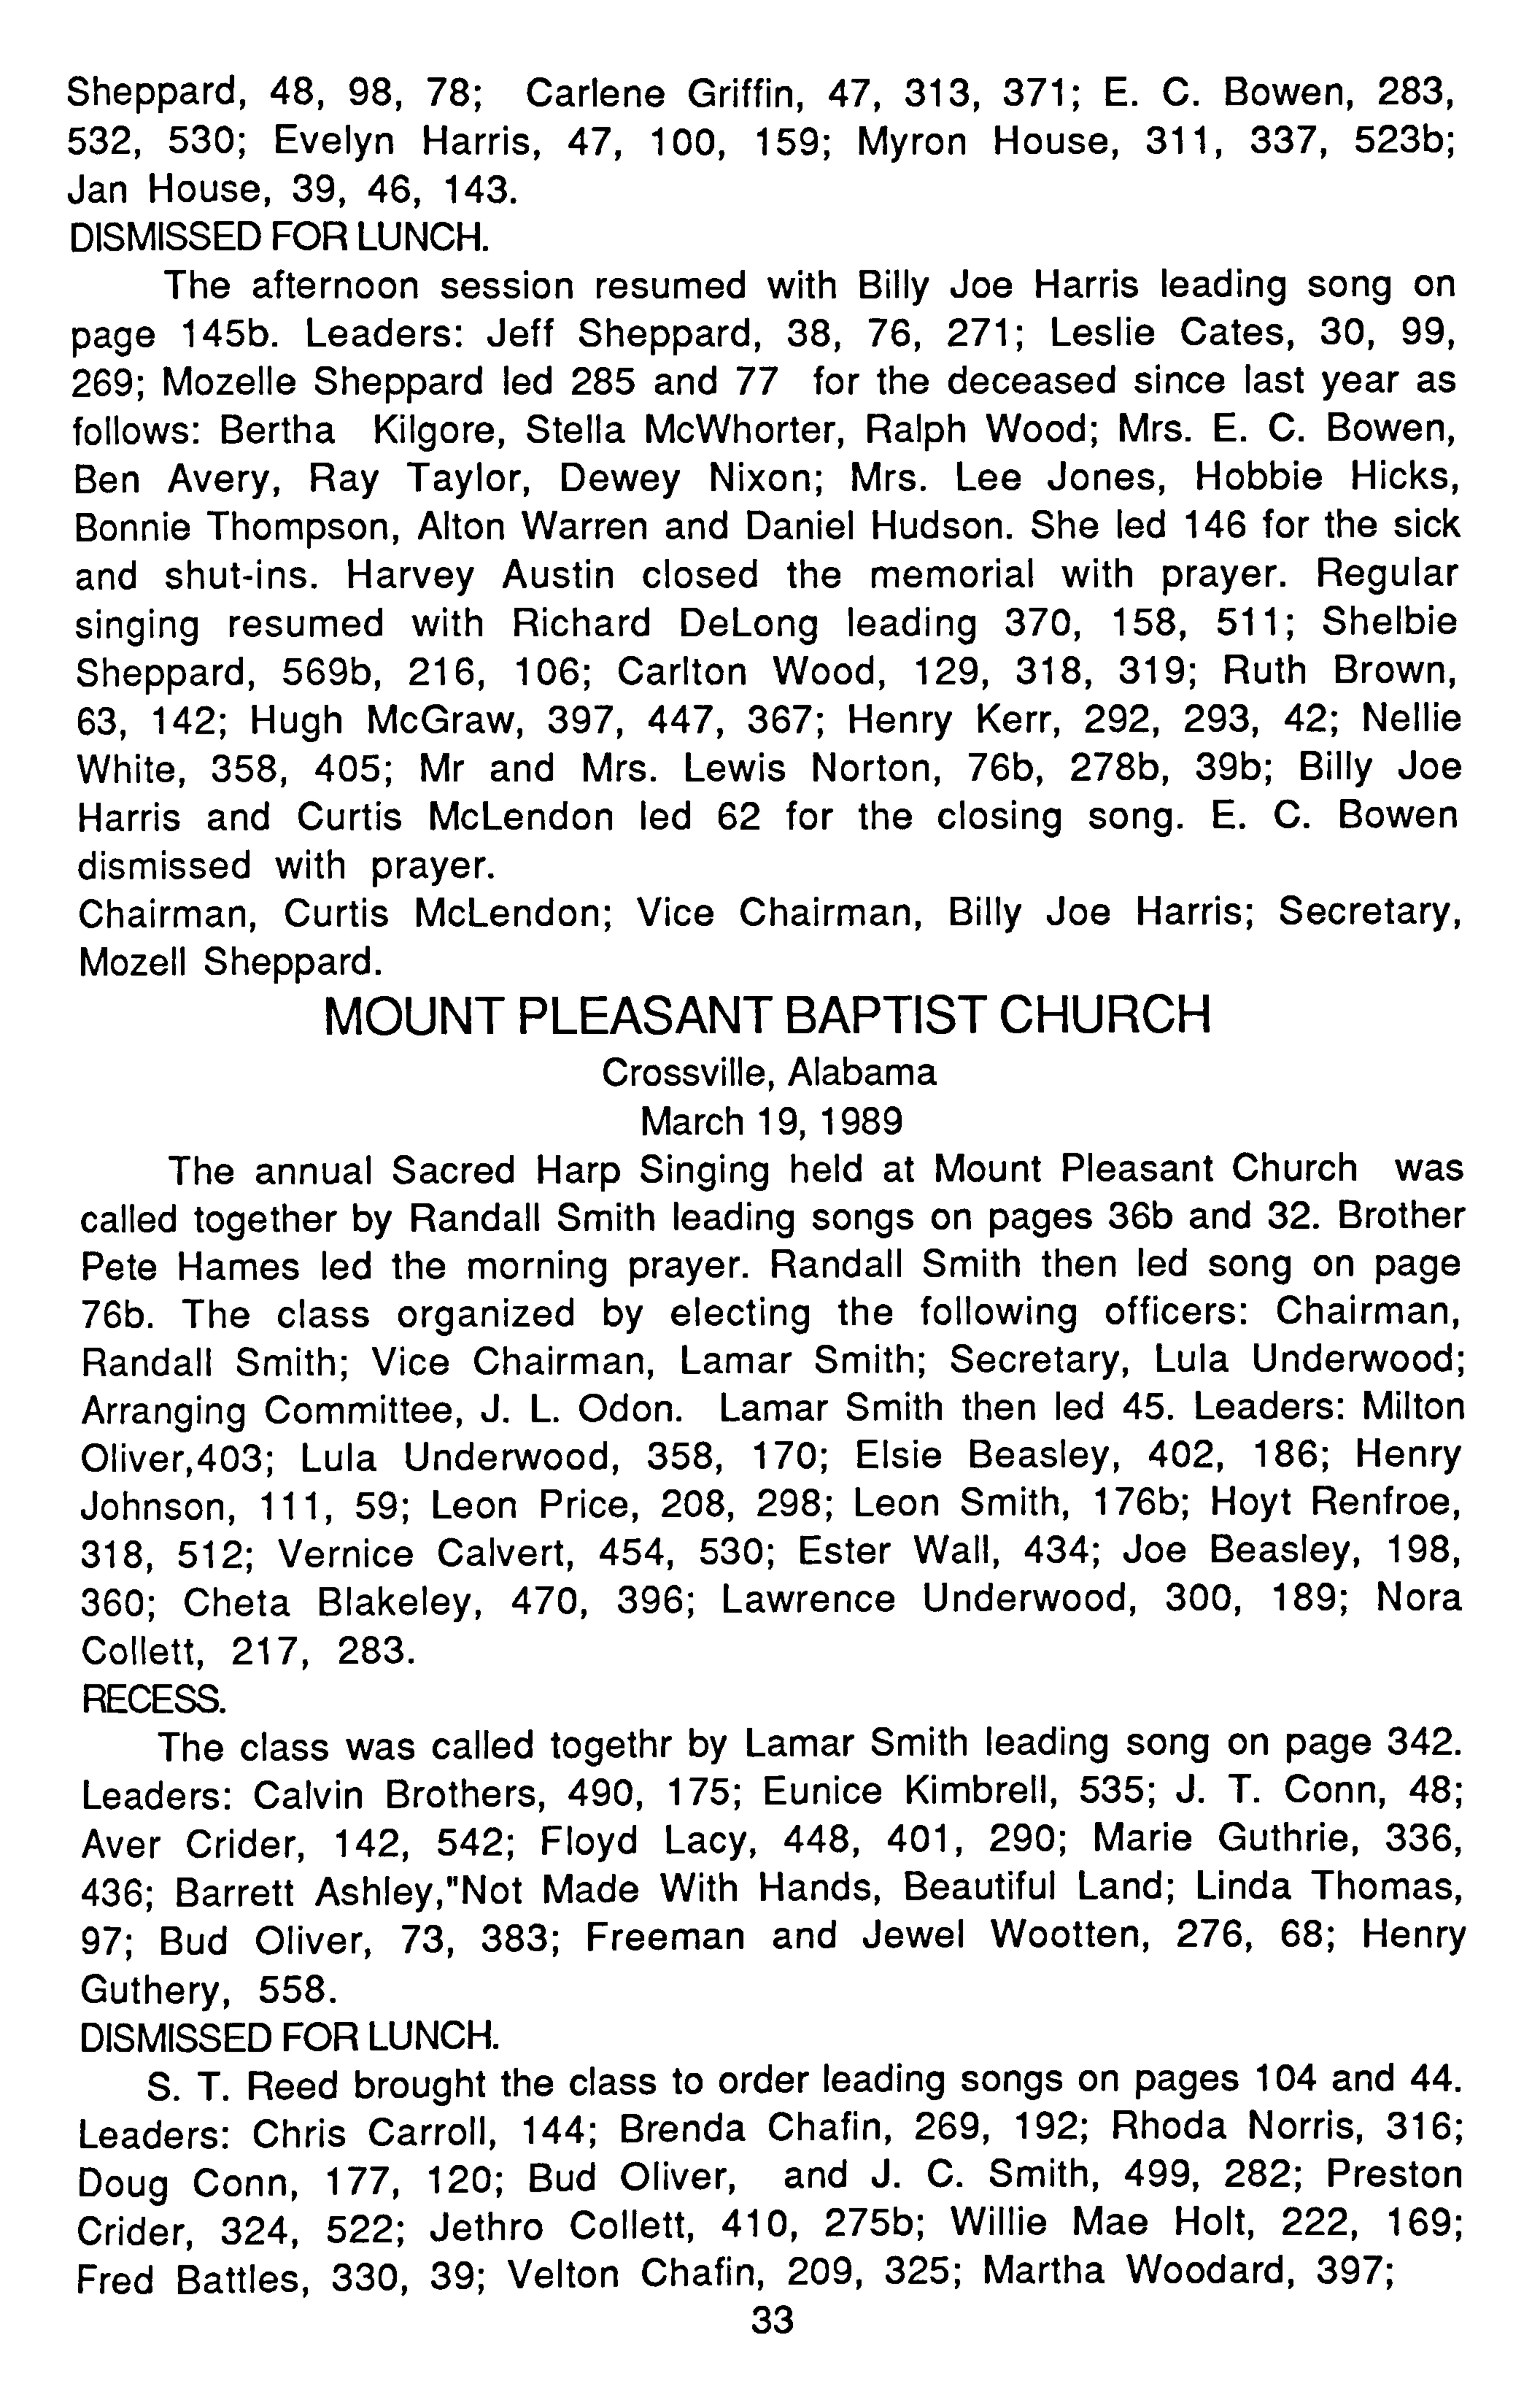 Sheppard, 48, 98, 78; Carlene Griffin, 47, 313, 371; E. C. Bowen, 283,
532, 530; Evelyn Harris, 47, 100, 159; Myron House, 311, 337, 523b;
Jan House, 39, 46, 143.
DISMISSED FOR LUNCH.
The afternoon session resumed with Billy Joe Harris leading song on
page 145b. Leaders: Jeff Sheppard, 38, 76, 271; Leslie Cates, 30, 99,
269; Mozelle Sheppard led 285 and 77 for the deceased since last year as
follows: Bertha Kilgore, Stella McWhorter, Ralph Wood; Mrs. E. C. Bowen,
Ben Avery, Ray Taylor, Dewey Nixon; Mrs. Lee Jones, Hobbie Hicks,
Bonnie Thompson, Alton Warren and Daniel Hudson. She led 146 for the sick
and shut-ins. Harvey Austin closed the memorial with prayer. Regular
singing resumed with Richard DeLong leading 370, 158, 511; Shelbie
Sheppard, 569b, 216, 106; Carlton Wood, 129, 318, 319; Ruth Brown,
63, 142; Hugh McGraw, 397, 447, 367; Henry Kerr, 292, 293, 42; Nellie
White, 358, 405; Mr and Mrs. Lewis Norton, 76b, 278b, 39b; Billy Joe
Harris and Curtis McLendon led 62 for the closing song. E. C. Bowen
dismissed with prayer.
Chairman, Curtis McLendon; Vice Chairman, Billy Joe Harris; Secretary,
Mozell Sheppard.
MOUNT PLEASANT BAPTIST CHURCH
Crossville, Alabama
March 19, 1989
The annual Sacred Harp Singing held at Mount Pleasant Church was
called together by Randall Smith leading songs on pages 36b and 32. Brother
Pete Hames led the morning prayer. Randall Smith then led song on page
76b. The class organized by electing the following officers: Chairman,
Randall Smith; Vice Chairman, Lamar Smith; Secretary, Lula Underwood;
Arranging Committee, J. L. Odon. Lamar Smith then led 45. Leaders: Milton
Oliver,403; Lula Underwood, 358, 170; Elsie Beasley, 402, 186; Henry
Johnson, 111, 59; Leon Price, 208, 298; Leon Smith, 176b; Hoyt Renfroe,
318, 512; Vernice Calvert, 454, 530; Ester Wall, 434; Joe Beasley, 198,
360; Cheta Blakeley, 470, 396; Lawrence Underwood, 300, 189; Nora
Collett, 217, 283.
RECESS.
The class was called togethr by Lamar Smith leading song on page 342.
Leaders: Calvin Brothers, 490, 175; Eunice Kimbrell, 535; J. T. Conn, 48;
Aver Crider, 142, 542; Floyd Lacy, 448, 401, 290; Marie Guthrie, 336,
436; Barrett Ashley,"Not Made With Hands, Beautiful Land; Linda Thomas,
97; Bud Oliver, 73, 383; Freeman and Jewel Wootten, 276, 68; Henry
Guthery, 558.
DISMISSED FOR LUNCH.
S. T. Reed brought the class to order leading songs on pages 104 and 44.
Leaders: Chris Carroll, 144; Brenda Chafin, 269, 192; Rhoda Norris, 316;
Doug Conn, 177, 120; Bud Oliver, and J. C. Smith, 499, 282; Preston
Crider, 324, 522; Jethro Collett, 410, 275b; Willie Mae Holt, 222, 169;
Fred Battles, 330, 39; Velton Chafin, 209, 325; Martha Woodard, 397;
33